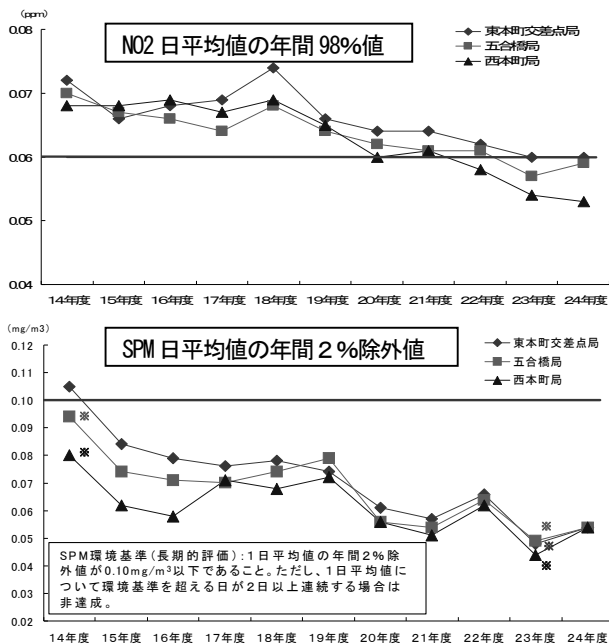 (ppm)
0.08
NO2 日平均値の年間 98%値
東本町交差点局
五合橋局
西本町局
0.07
0.06
0.05
0.04
14年度 15年度 16年度 17年度 18年度 19年度 20年度 21年度 22年度 23年度 24年度
(mg/m3)
0.12
SPM 日平均値の年間２％除外値
東本町交差点局
五合橋局
西本町局
0.11
0.10
※
0.09
※
0.08
0.07
0.06
※
0.05
※
※
0.04
SPM環境基準(長期的評価):1日平均値の年間2%除
外値が0.10mg/m³以下であること。ただし、1日平均値に
ついて環境基準を超える日が2日以上連続する場合は
非達成。
0.03
0.02
14年度 15年度 16年度 17年度 18年度 19年度 20年度 21年度 22年度 23年度 24年度